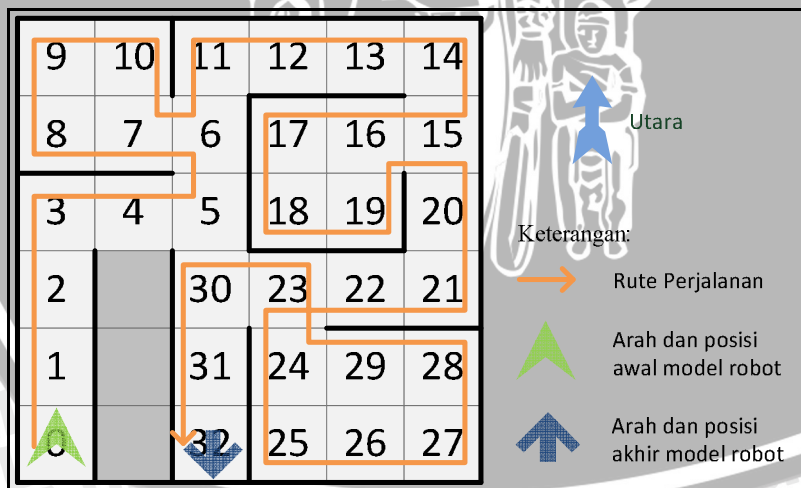 9 10 11 12 13 14
8 7 6 17 16 15
Utara
3 4 5 18 19 20
Keterangan:
2 30 23 22 21
Rute Perjalanan
1 31 24 29 28
Arah dan posisi
awal model robot
0 32 25 26 27
Arah dan posisi
akhir model robot